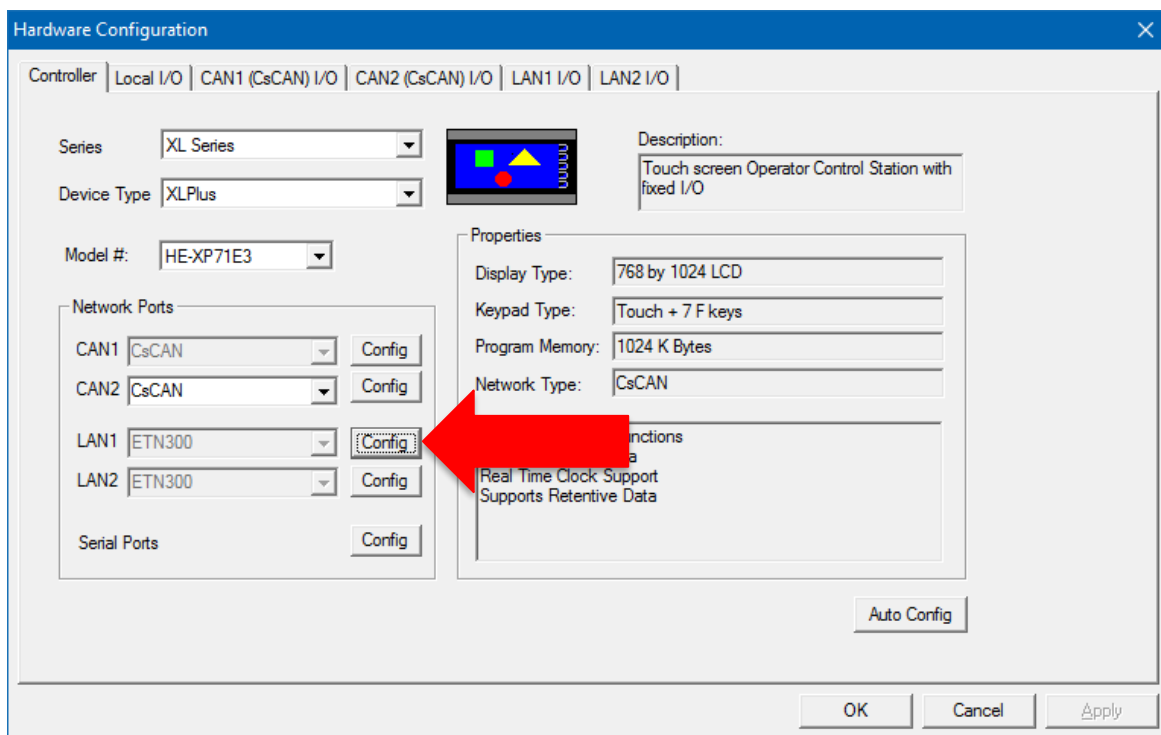 Hardware Configuration
Controller Local I/O CAN1 (CsCAN) I/O CAN2 (CsCAN) I/O LAN1 I/O LAN2 I/O
Series XL Series
Device Type XLPlus
Description:
Touch screen Operator Control Station with
fixed I/O
Model #: HE-XP71E3
Properties
Display Type: 768 by 1024 LCD
Keypad Type: Touch + 7 F keys
Program Memory: 1024 K Bytes
Network Type: CsCAN
Network Ports
CAN1 CsCAN Config
CAN2 CsCAN Config
LAN1 ETN300 Config
LAN2 ETN300 Config
Serial Ports Config
Real Time Clock Support
Supports Retentive Data
Auto Config
OK Cancel Apply